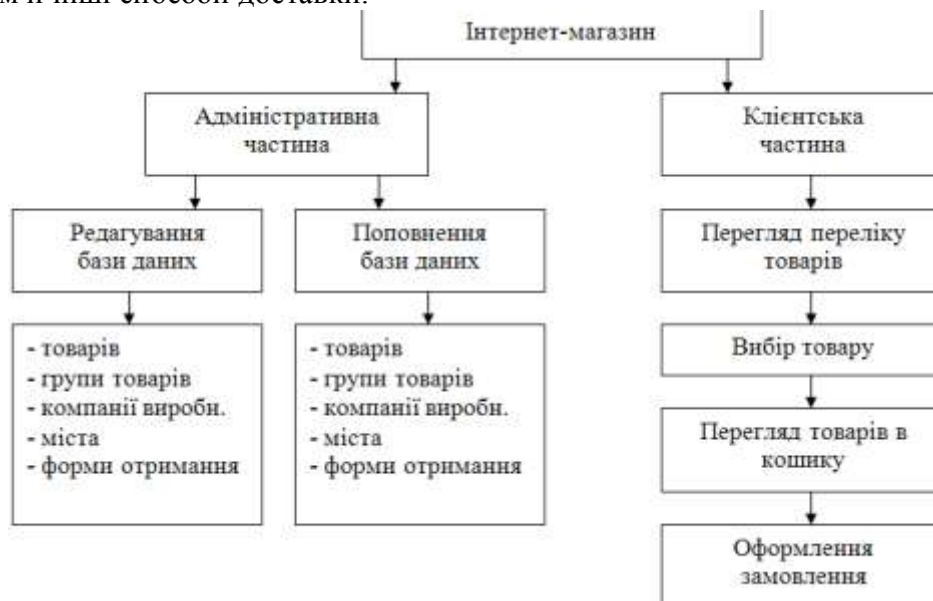 способи доставки.
Інтернет-магазин
Адміністративна
частина
Клієнтська
частина
Редагування
бази даних
Поповнення
бази даних
Перегляд переліку
товарів
- товарів
- групи товарів
- компанії виробн.
- міста
- форми отримання
- товарів
- групи товарів
- компанії виробн.
- міста
- форми отримання
Вибір товару
Перегляд товарів в
кошику
Оформлення
замовлення